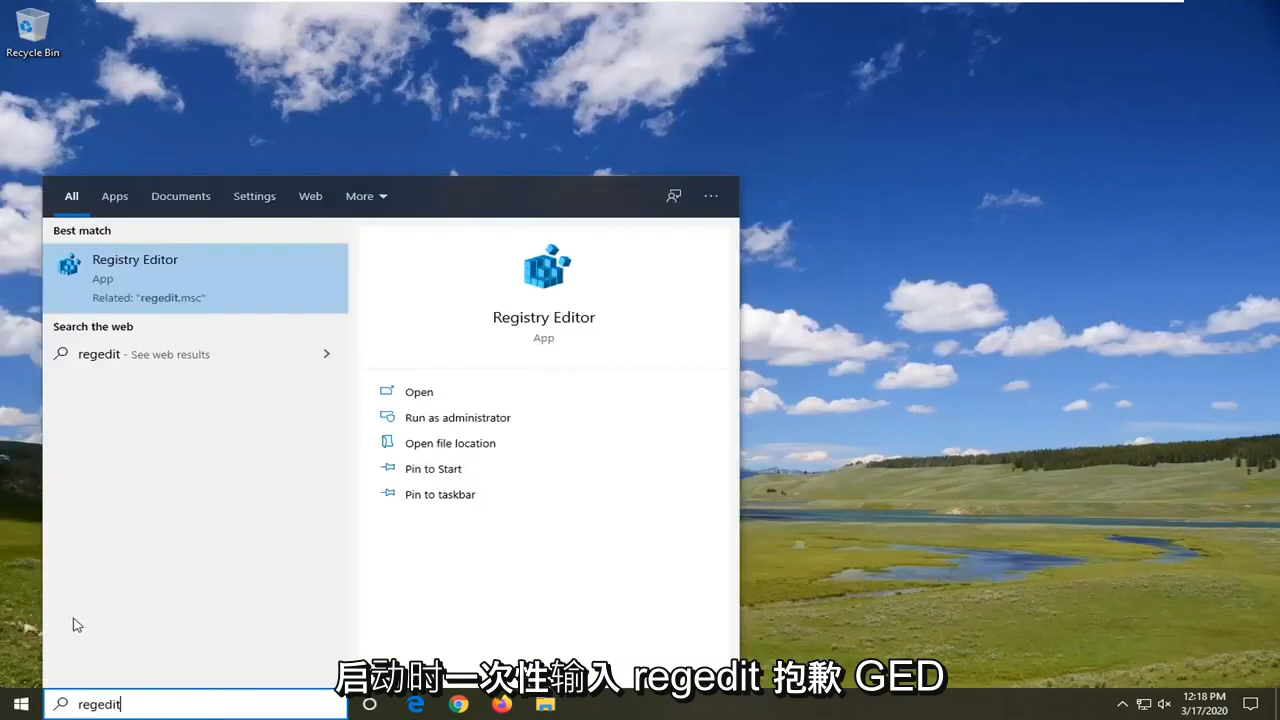 Recycle Bin
All Apps Documents Settings Web More
Best match
Registry Editor
App
Related: "regedit.msc"
Search the web
regedit - See web results
Registry Editor
App
Open
Run as administrator
Open file location
Pin to Start
Pin to taskbar
启动时一次性输入 regedit 抱歉 GED
regedit
12:18 PM
3/17/2020